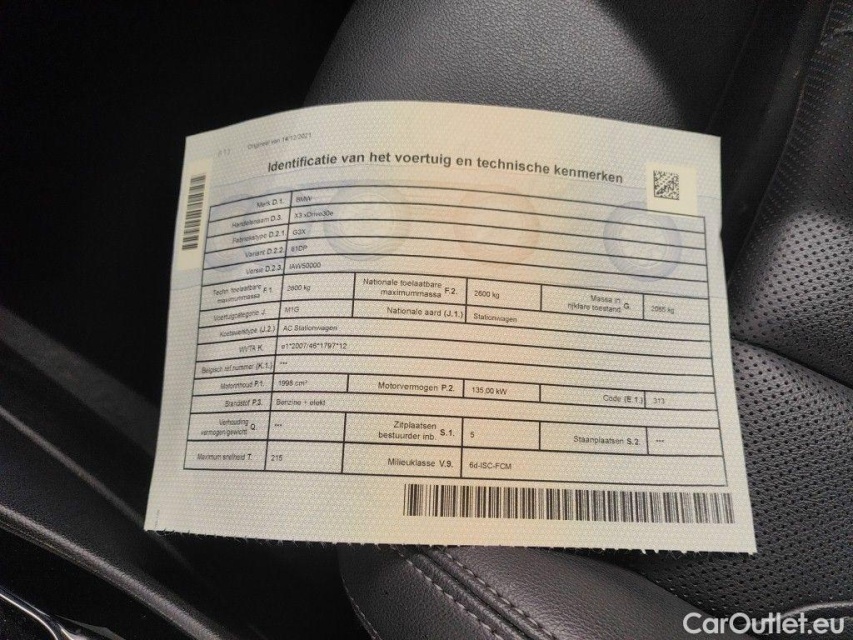 Origineel van 14/12/2021
Identificatie van het voertuig en technische kenmerken
Merk D.1. BMW
Handelsnaam D.3. X3 xDrive30e
Fabriekstype D.2.1. G3X
Variant D.2.2.
Versie D.2.3. IAW50000
Techn. toelaatbare maximummassa F.1. 2600 kg Nationale toelaatbare maximummassa F.2. 2600 kg Massa in rijklare toestand G. 2065 kg
Voertuigcategorie J. M1G Nationale aard (J.1.) Stationwagen
Koetswerktype (J.2.) AC Stationwagen
WVTA K. e1*2007/46*1797*12
Belgisch ref.nummer (K.1.) ---
Motorinhoud P.1. 1998 cm³ Motorvermogen P.2. 135,00 kW Code (E.1.) 313
Brandstof P.3. Benzine + elekt
Verhouding vermogen/gewicht Q. --- Zitplaatsen bestuurder inb. S.1. 5 Staanplaatsen S.2. ---
Maximum snelheid T. 215 Milieuklasse V.9. 6d-ISC-FCM
CarOutlet.eu